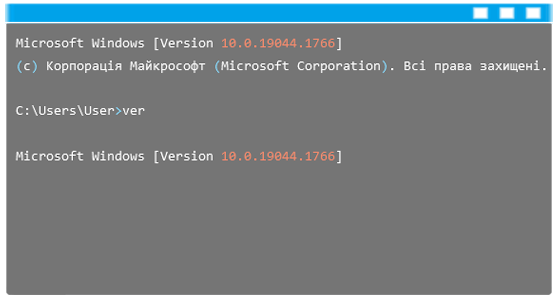 Microsoft Windows [Version 10.0.19044.1766]
(c) Корпорація Майкрософт (Microsoft Corporation). Всі права захищені.
C:\Users\User>ver
Microsoft Windows [Version 10.0.19044.1766]